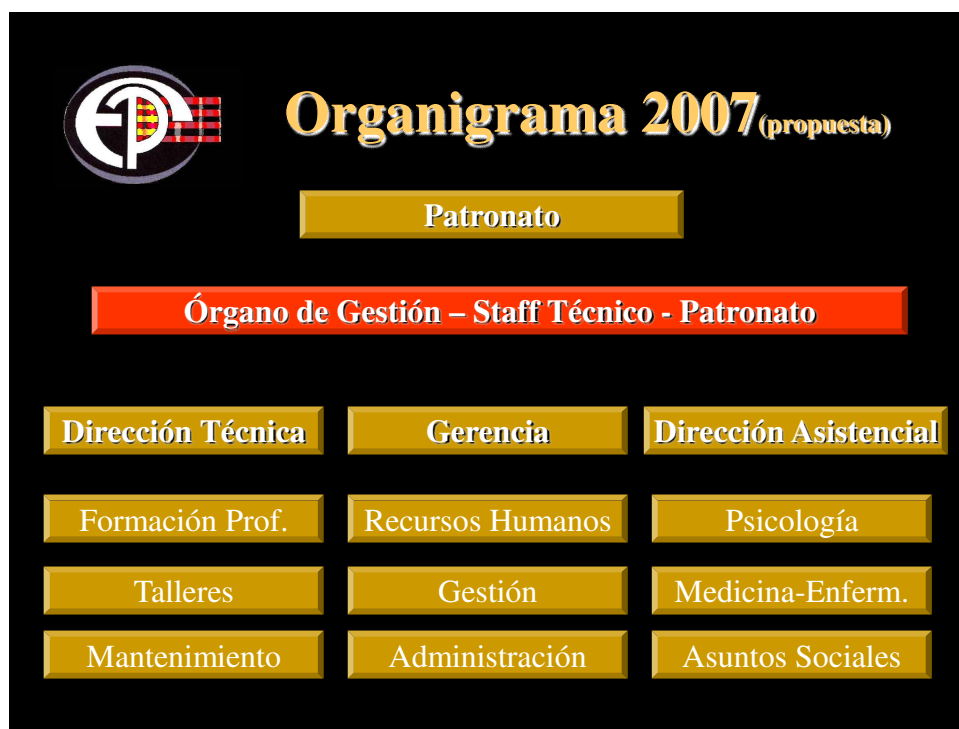 Organigrama 2007(propuesta)
Patronato
Órgano de Gestión – Staff Técnico - Patronato
Dirección Técnica
Gerencia
Dirección Asistencial
Formación Prof.
Recursos Humanos
Psicología
Talleres
Gestión
Medicina-Enferm.
Mantenimiento
Administración
Asuntos Sociales